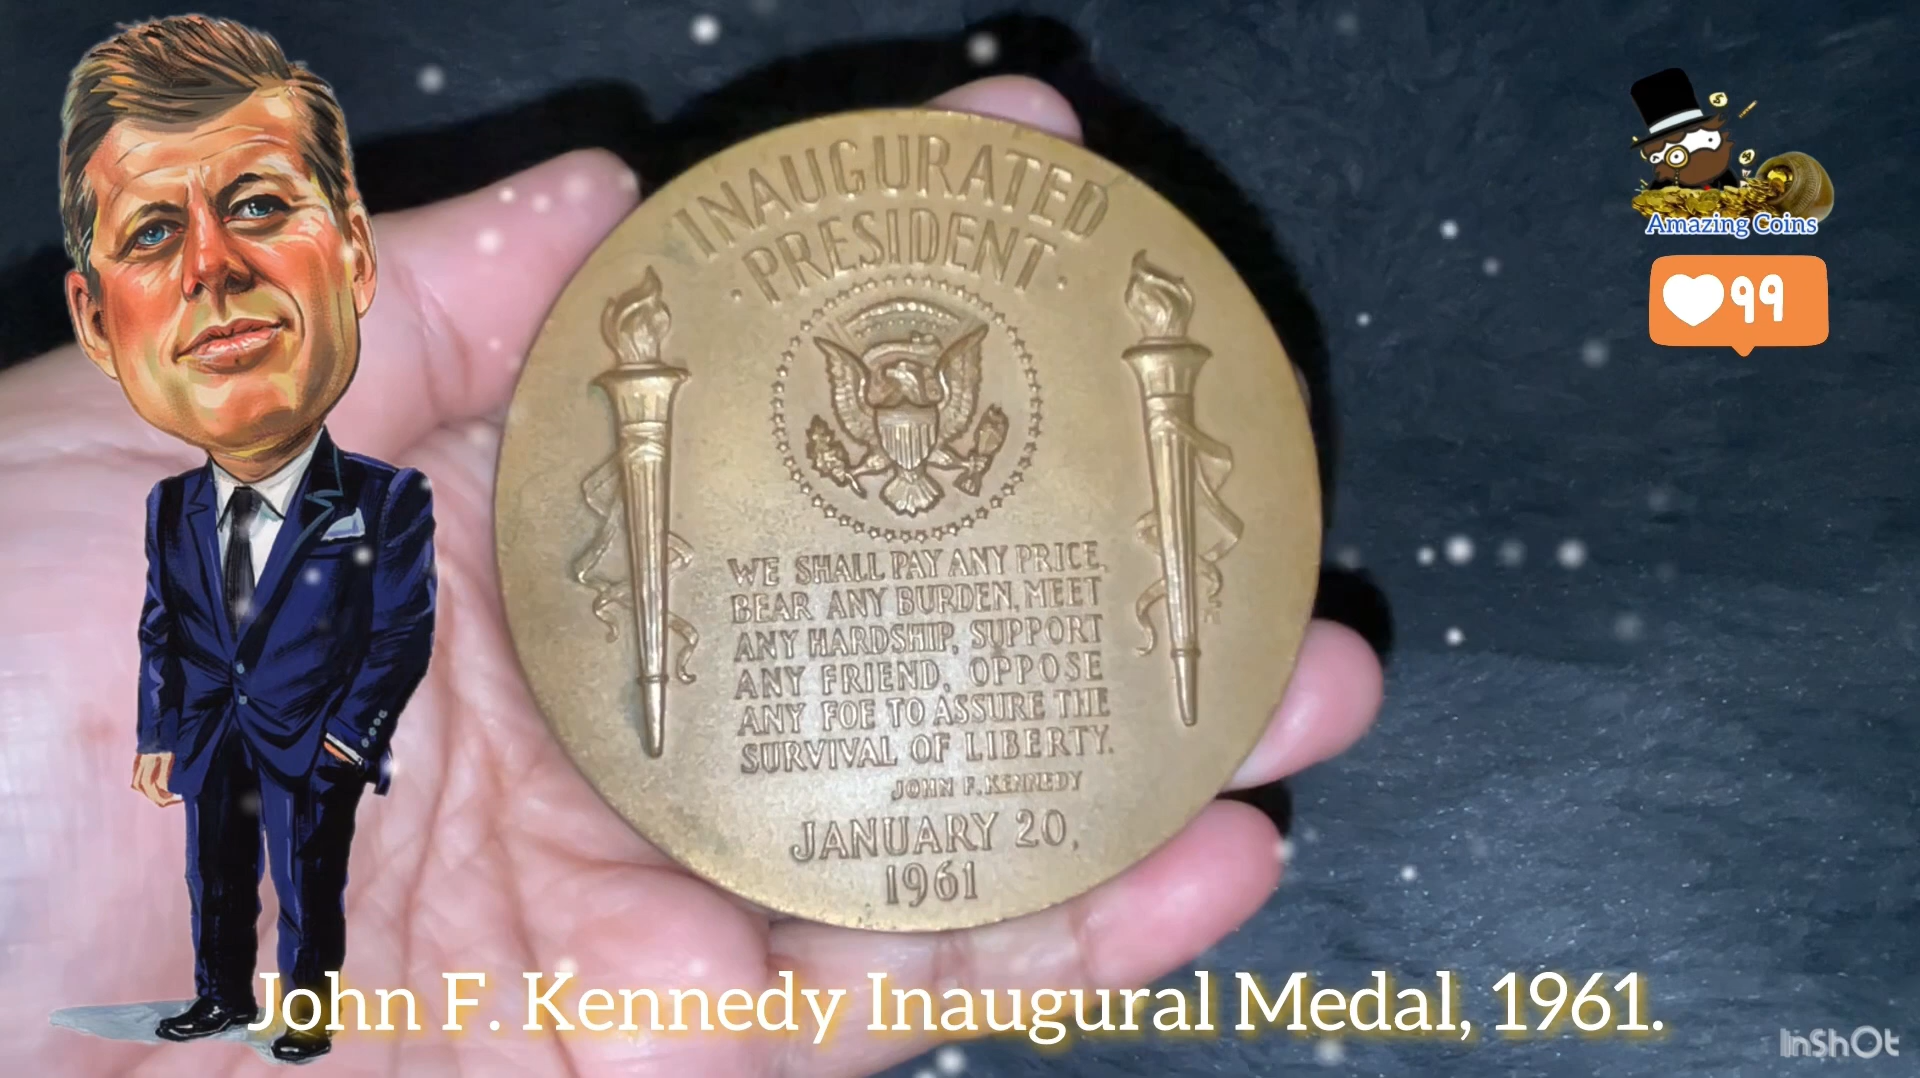 INAUGURATED
· PRESIDENT ·
WE SHALL PAY ANY PRICE,
BEAR ANY BURDEN, MEET
ANY HARDSHIP, SUPPORT
ANY FRIEND, OPPOSE
ANY FOE TO ASSURE THE
SURVIVAL OF LIBERTY.
JOHN F. KENNEDY
JANUARY 20,
1961
Amazing Coins
99
John F. Kennedy Inaugural Medal, 1961.
InShOt